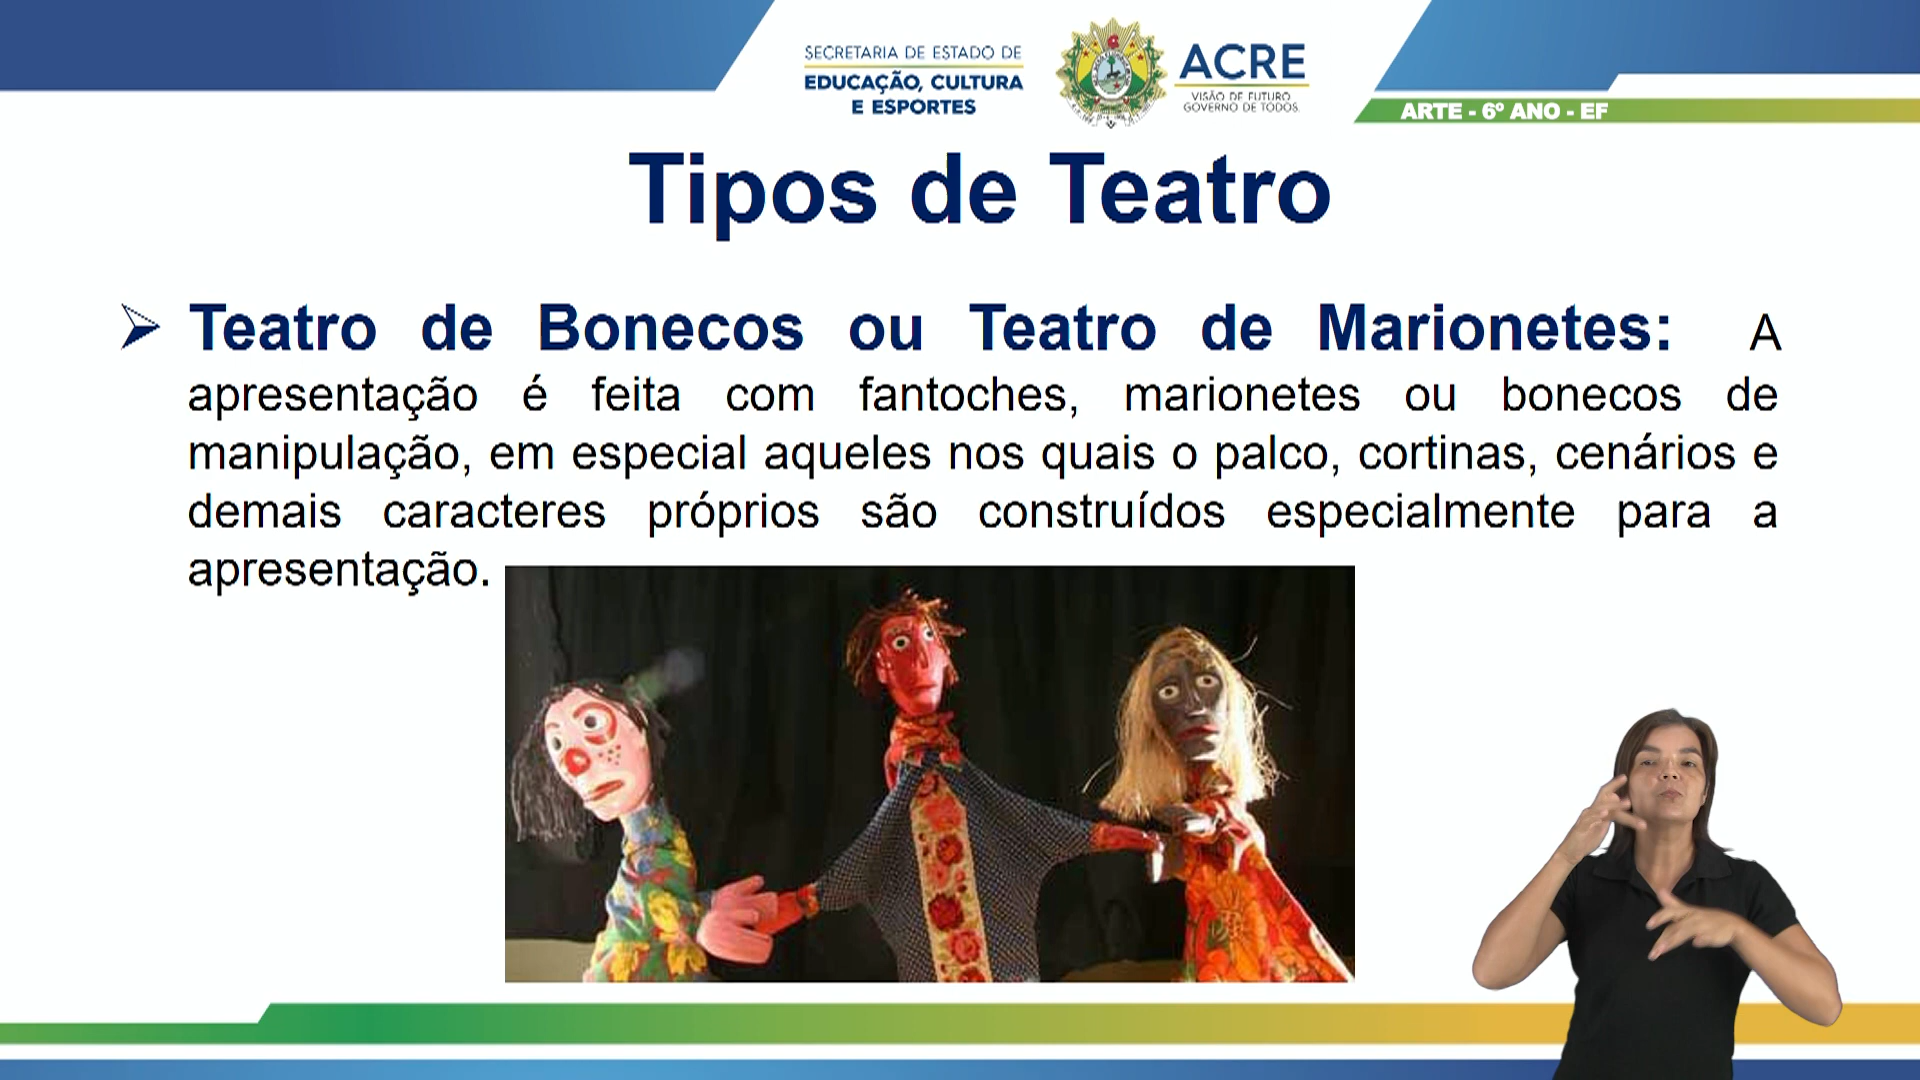 SECRETARIA DE ESTADO DE
EDUCAÇÃO, CULTURA
E ESPORTES
ACRE
VISÃO DE FUTURO
GOVERNO DE TODOS
ARTE - 6º ANO - EF
Tipos de Teatro
Teatro de Bonecos ou Teatro de Marionetes: A
apresentação é feita com fantoches, marionetes ou bonecos de
manipulação, em especial aqueles nos quais o palco, cortinas, cenários e
demais caracteres próprios são construídos especialmente para a
apresentação.